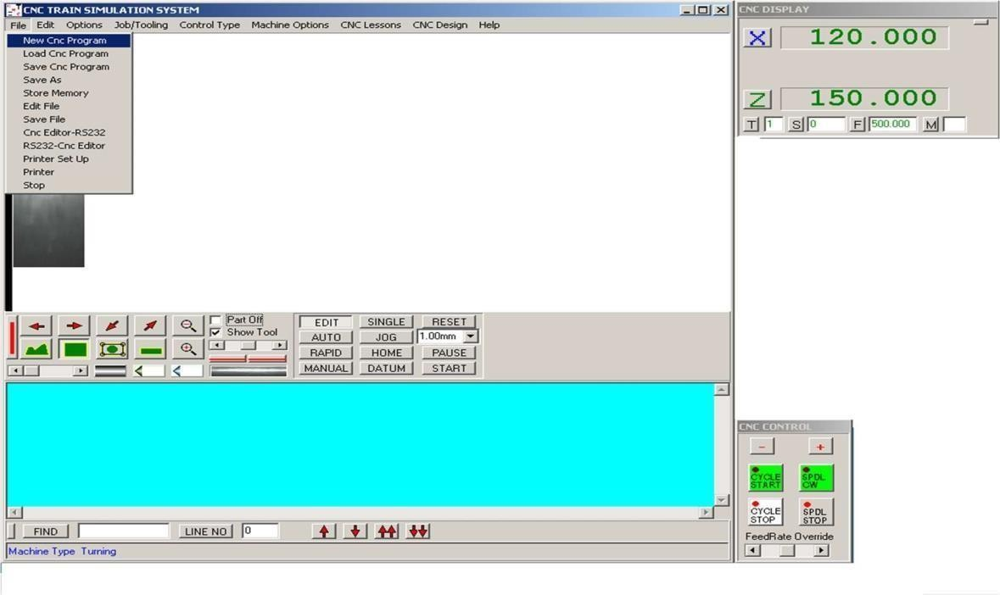 CNC TRAIN SIMULATION SYSTEM
File Edit Options Job/Tooling Control Type Machine Options CNC Lessons CNC Design Help
New Cnc Program
Load Cnc Program
Save Cnc Program
Save As
Store Memory
Edit File
Save File
Cnc Editor-RS232
RS232-Cnc Editor
Printer Set Up
Printer
Stop
CNC DISPLAY
X 120.000
Z 150.000
T 1 S 0 F 500.000 M
Part Off
Show Tool
EDIT SINGLE RESET
AUTO JOG 1.00mm
RAPID HOME PAUSE
MANUAL DATUM START
CNC CONTROL
- +
CYCLE START
SPDL CW
CYCLE STOP
SPDL STOP
FeedRate Override
FIND LINE NO 0
Machine Type Turning